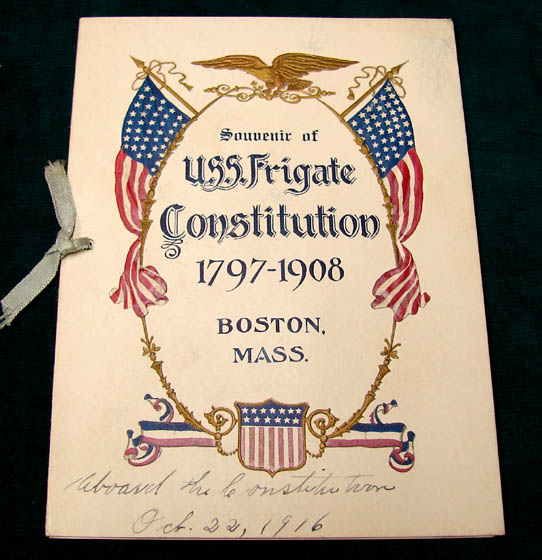 Souvenir of
U.S.S. Frigate
Constitution
1797-1908
BOSTON,
MASS.
Aboard the Constitution
Oct. 22, 1916